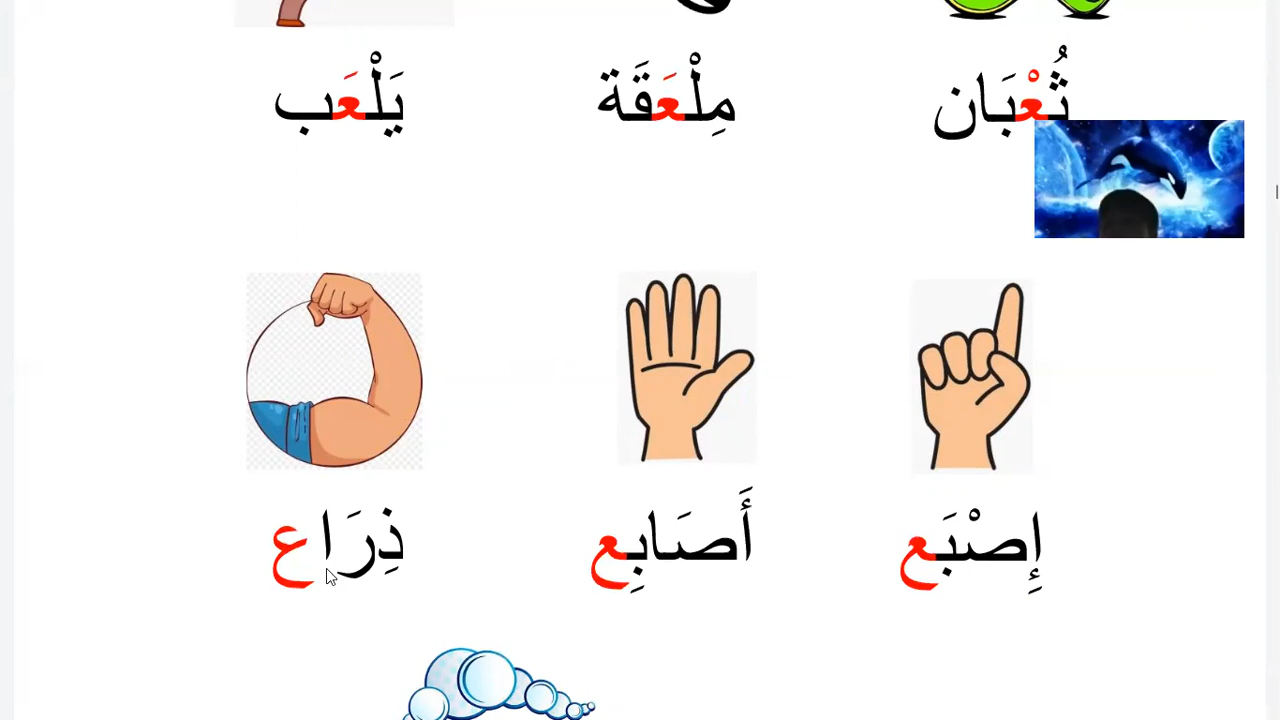 ثُعْبَان مِلْعَقَة يَلْعَب
إِصْبَع أَصَابِع ذِرَاع